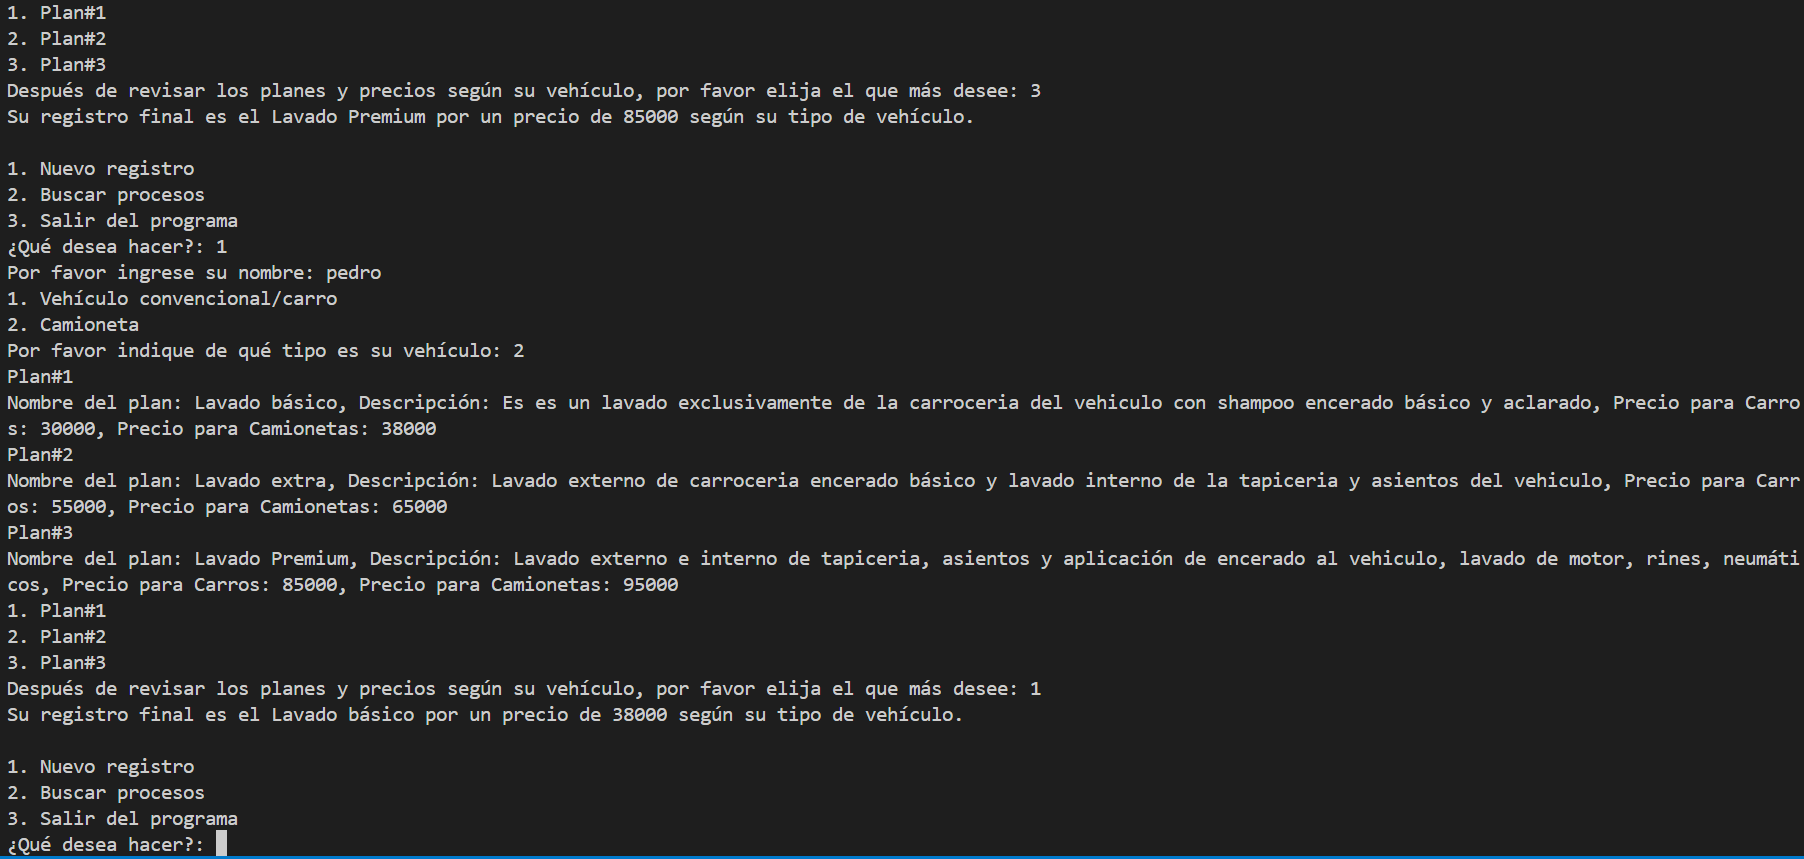 1. Plan#1
2. Plan#2
3. Plan#3
Después de revisar los planes y precios según su vehículo, por favor elija el que más desee: 3
Su registro final es el Lavado Premium por un precio de 85000 según su tipo de vehículo.
1. Nuevo registro
2. Buscar procesos
3. Salir del programa
¿Qué desea hacer?: 1
Por favor ingrese su nombre: pedro
1. Vehículo convencional/carro
2. Camioneta
Por favor indique de qué tipo es su vehículo: 2
Plan#1
Nombre del plan: Lavado básico, Descripción: Es es un lavado exclusivamente de la carroceria del vehiculo con shampoo encerado básico y aclarado, Precio para Carro
s: 30000, Precio para Camionetas: 38000
Plan#2
Nombre del plan: Lavado extra, Descripción: Lavado externo de carroceria encerado básico y lavado interno de la tapiceria y asientos del vehiculo, Precio para Carr
os: 55000, Precio para Camionetas: 65000
Plan#3
Nombre del plan: Lavado Premium, Descripción: Lavado externo e interno de tapiceria, asientos y aplicación de encerado al vehiculo, lavado de motor, rines, neumáti
cos, Precio para Carros: 85000, Precio para Camionetas: 95000
1. Plan#1
2. Plan#2
3. Plan#3
Después de revisar los planes y precios según su vehículo, por favor elija el que más desee: 1
Su registro final es el Lavado básico por un precio de 38000 según su tipo de vehículo.
1. Nuevo registro
2. Buscar procesos
3. Salir del programa
¿Qué desea hacer?: